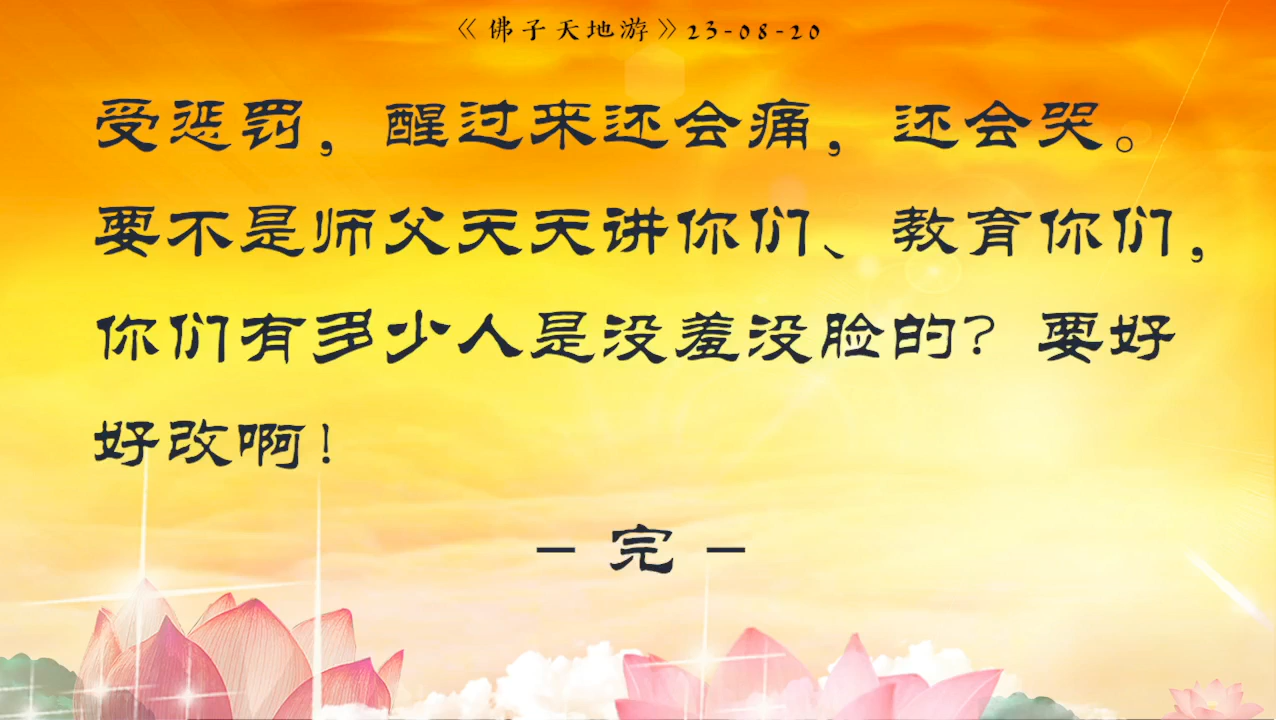 《佛子天地游》23-08-20
受惩罚，醒过来还会痛，还会哭。
要不是师父天天讲你们、教育你们，
你们有多少人是没羞没脸的？要好
好改啊！
- 完 -